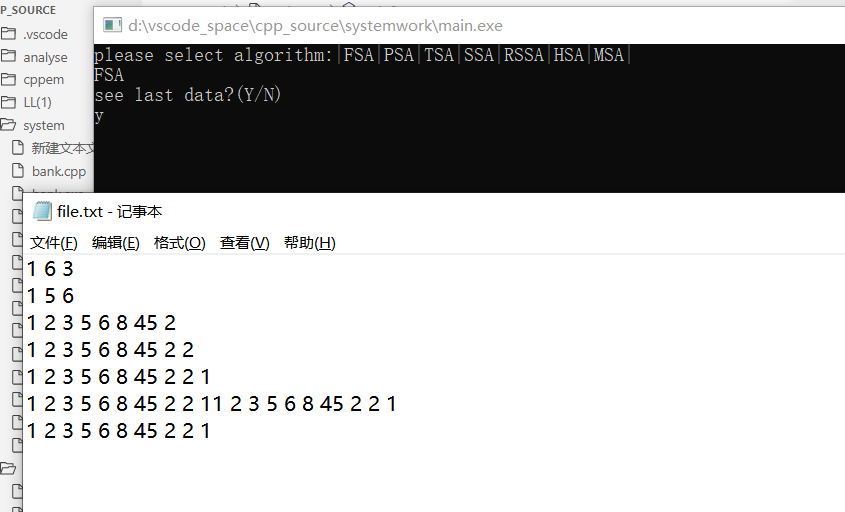 P_SOURCE
.vscode
analyse
cppem
LL(1)
system
新建文本文
bank.cpp
d:\vscode_space\cpp_source\systemwork\main.exe
please select algorithm:|FSA|PSA|TSA|SSA|RSSA|HSA|MSA|
FSA
see last data?(Y/N)
y
file.txt - 记事本
文件(F) 编辑(E) 格式(O) 查看(V) 帮助(H)
1 6 3
1 5 6
1 2 3 5 6 8 45 2
1 2 3 5 6 8 45 2 2
1 2 3 5 6 8 45 2 2 1
1 2 3 5 6 8 45 2 2 11 2 3 5 6 8 45 2 2 1
1 2 3 5 6 8 45 2 2 1